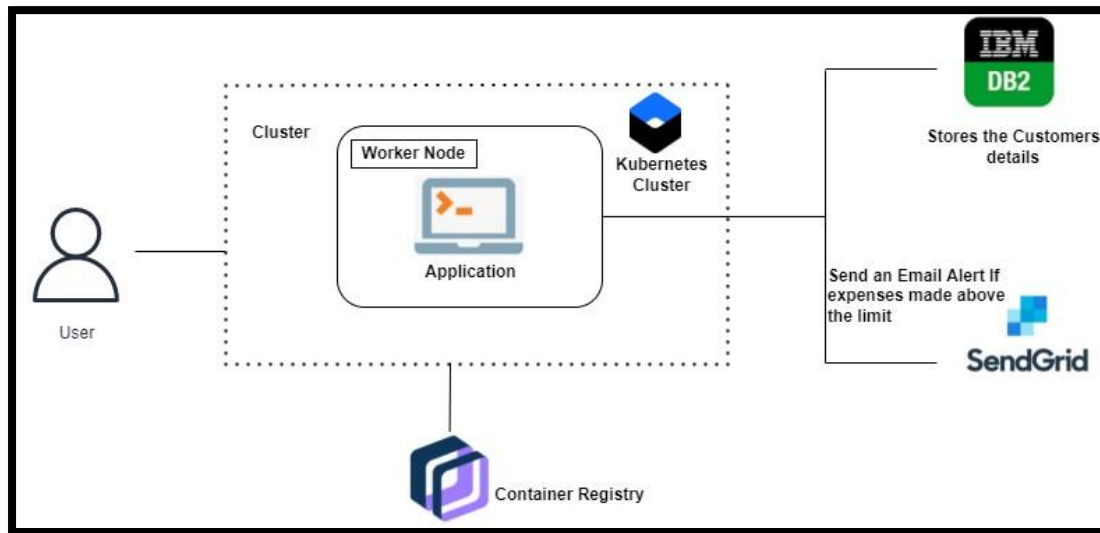 IBM
DB2
Stores the Customers
details
Cluster
Worker Node
Kubernetes
Cluster
Application
User
Send an Email Alert If
expenses made above
the limit
SendGrid
Container Registry